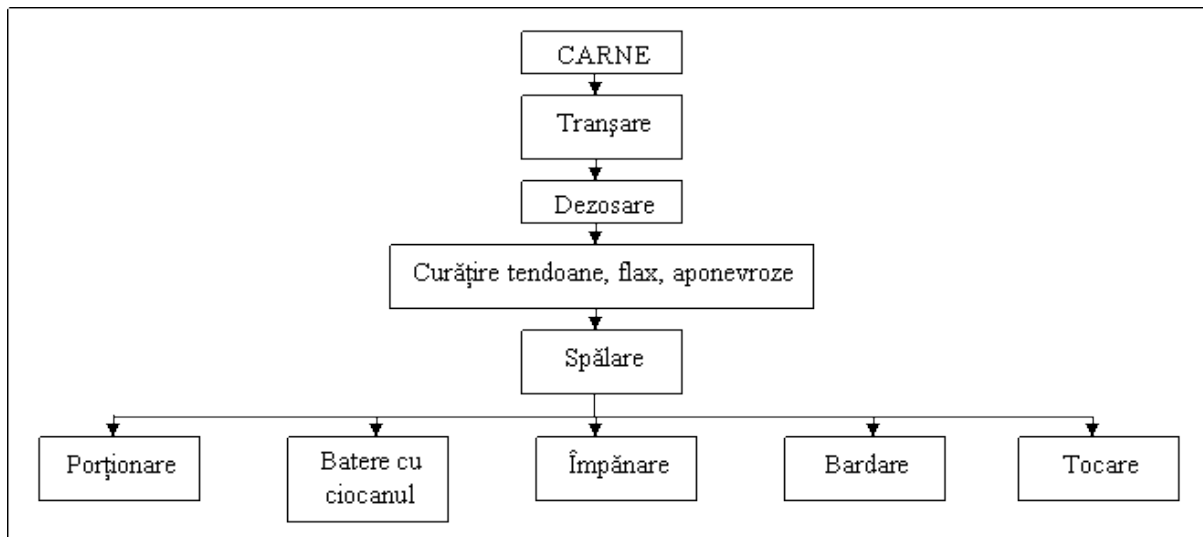 CARNE
Tranşare
Dezosare
Curăţire tendoane, flax, aponevroze
Spălare
Porţionare
Batere cu
ciocanul
Împănare
Bardare
Tocare